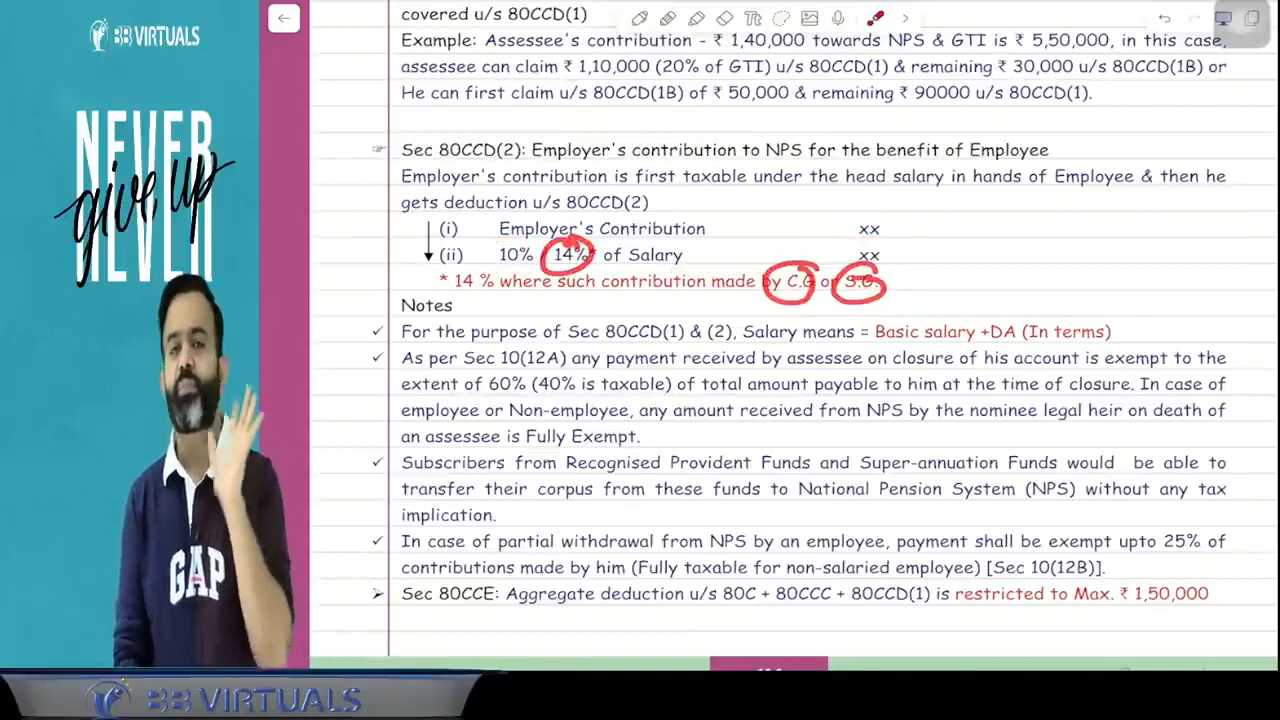 BB VIRTUALS
NEVER
give up
NEVER
GAP
covered u/s 80CCD(1)
Example: Assessee's contribution - ₹ 1,40,000 towards NPS & GTI is ₹ 5,50,000, in this case,
assessee can claim ₹ 1,10,000 (20% of GTI) u/s 80CCD(1) & remaining ₹ 30,000 u/s 80CCD(1B) or
He can first claim u/s 80CCD(1B) of ₹ 50,000 & remaining ₹ 90000 u/s 80CCD(1).
Sec 80CCD(2): Employer's contribution to NPS for the benefit of Employee
Employer's contribution is first taxable under the head salary in hands of Employee & then he
gets deduction u/s 80CCD(2)
(i) Employer's Contribution xx
(ii) 10% / 14%* of Salary xx
* 14 % where such contribution made by C.G or S.G.
Notes
✓ For the purpose of Sec 80CCD(1) & (2), Salary means = Basic salary +DA (In terms)
✓ As per Sec 10(12A) any payment received by assessee on closure of his account is exempt to the
extent of 60% (40% is taxable) of total amount payable to him at the time of closure. In case of
employee or Non-employee, any amount received from NPS by the nominee legal heir on death of
an assessee is Fully Exempt.
✓ Subscribers from Recognised Provident Funds and Super-annuation Funds would be able to
transfer their corpus from these funds to National Pension System (NPS) without any tax
implication.
✓ In case of partial withdrawal from NPS by an employee, payment shall be exempt upto 25% of
contributions made by him (Fully taxable for non-salaried employee) [Sec 10(12B)].
➢ Sec 80CCE: Aggregate deduction u/s 80C + 80CCC + 80CCD(1) is restricted to Max. ₹ 1,50,000
BB VIRTUALS